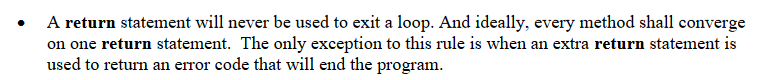 • A return statement will never be used to exit a loop. And ideally, every method shall converge
on one return statement.  The only exception to this rule is when an extra return statement is
used to return an error code that will end the program.